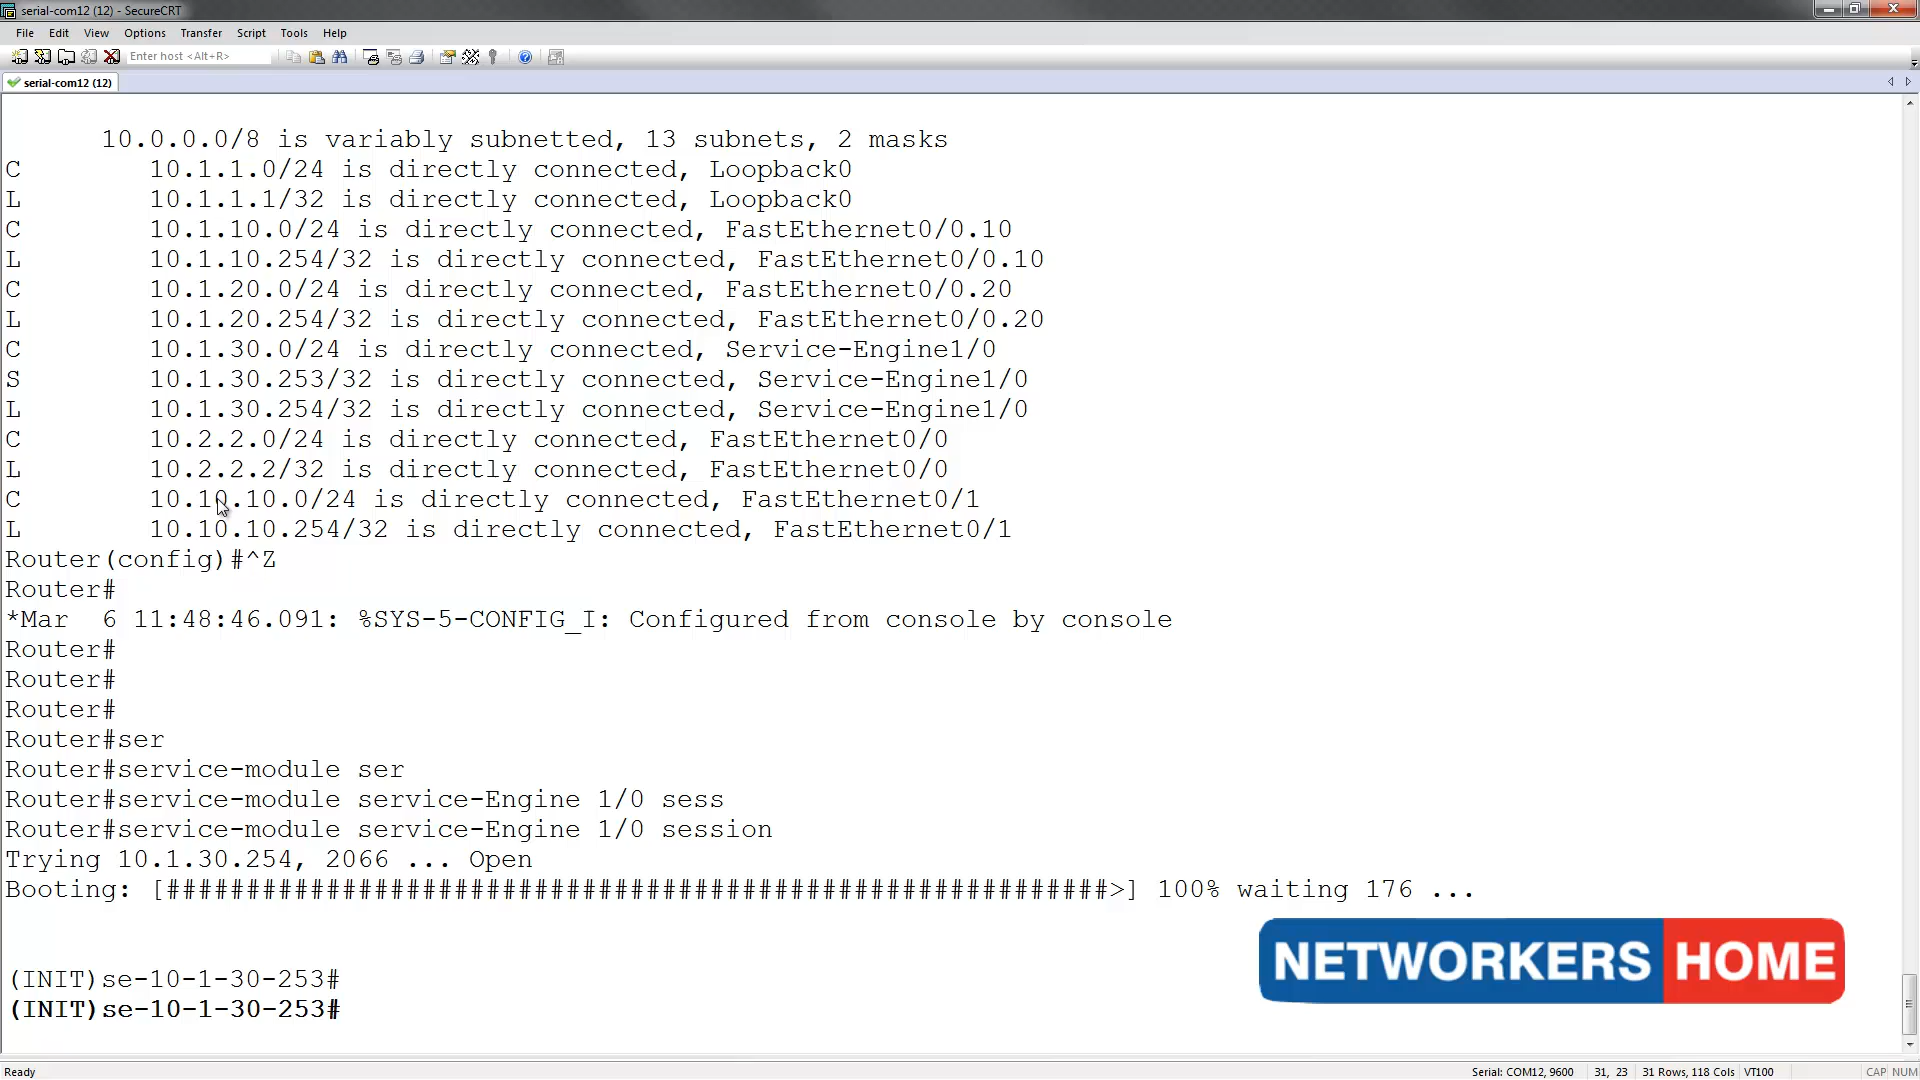 serial-com12 (12) - SecureCRT
File Edit View Options Transfer Script Tools Help
Enter host <Alt+R>
serial-com12 (12)
10.0.0.0/8 is variably subnetted, 13 subnets, 2 masks
C 10.1.1.0/24 is directly connected, Loopback0
L 10.1.1.1/32 is directly connected, Loopback0
C 10.1.10.0/24 is directly connected, FastEthernet0/0.10
L 10.1.10.254/32 is directly connected, FastEthernet0/0.10
C 10.1.20.0/24 is directly connected, FastEthernet0/0.20
L 10.1.20.254/32 is directly connected, FastEthernet0/0.20
C 10.1.30.0/24 is directly connected, Service-Engine1/0
S 10.1.30.253/32 is directly connected, Service-Engine1/0
L 10.1.30.254/32 is directly connected, Service-Engine1/0
C 10.2.2.0/24 is directly connected, FastEthernet0/0
L 10.2.2.2/32 is directly connected, FastEthernet0/0
C 10.10.10.0/24 is directly connected, FastEthernet0/1
L 10.10.10.254/32 is directly connected, FastEthernet0/1
Router(config)#^Z
Router#
*Mar  6 11:48:46.091: %SYS-5-CONFIG_I: Configured from console by console
Router#
Router#
Router#
Router#ser
Router#service-module ser
Router#service-module service-Engine 1/0 sess
Router#service-module service-Engine 1/0 session
Trying 10.1.30.254, 2066 ... Open
Booting: [###########################################################>] 100% waiting 176 ...
(INIT)se-10-1-30-253#
(INIT)se-10-1-30-253#
NETWORKERS HOME
Ready Serial: COM12, 9600 31, 23 31 Rows, 118 Cols VT100 CAP NUM